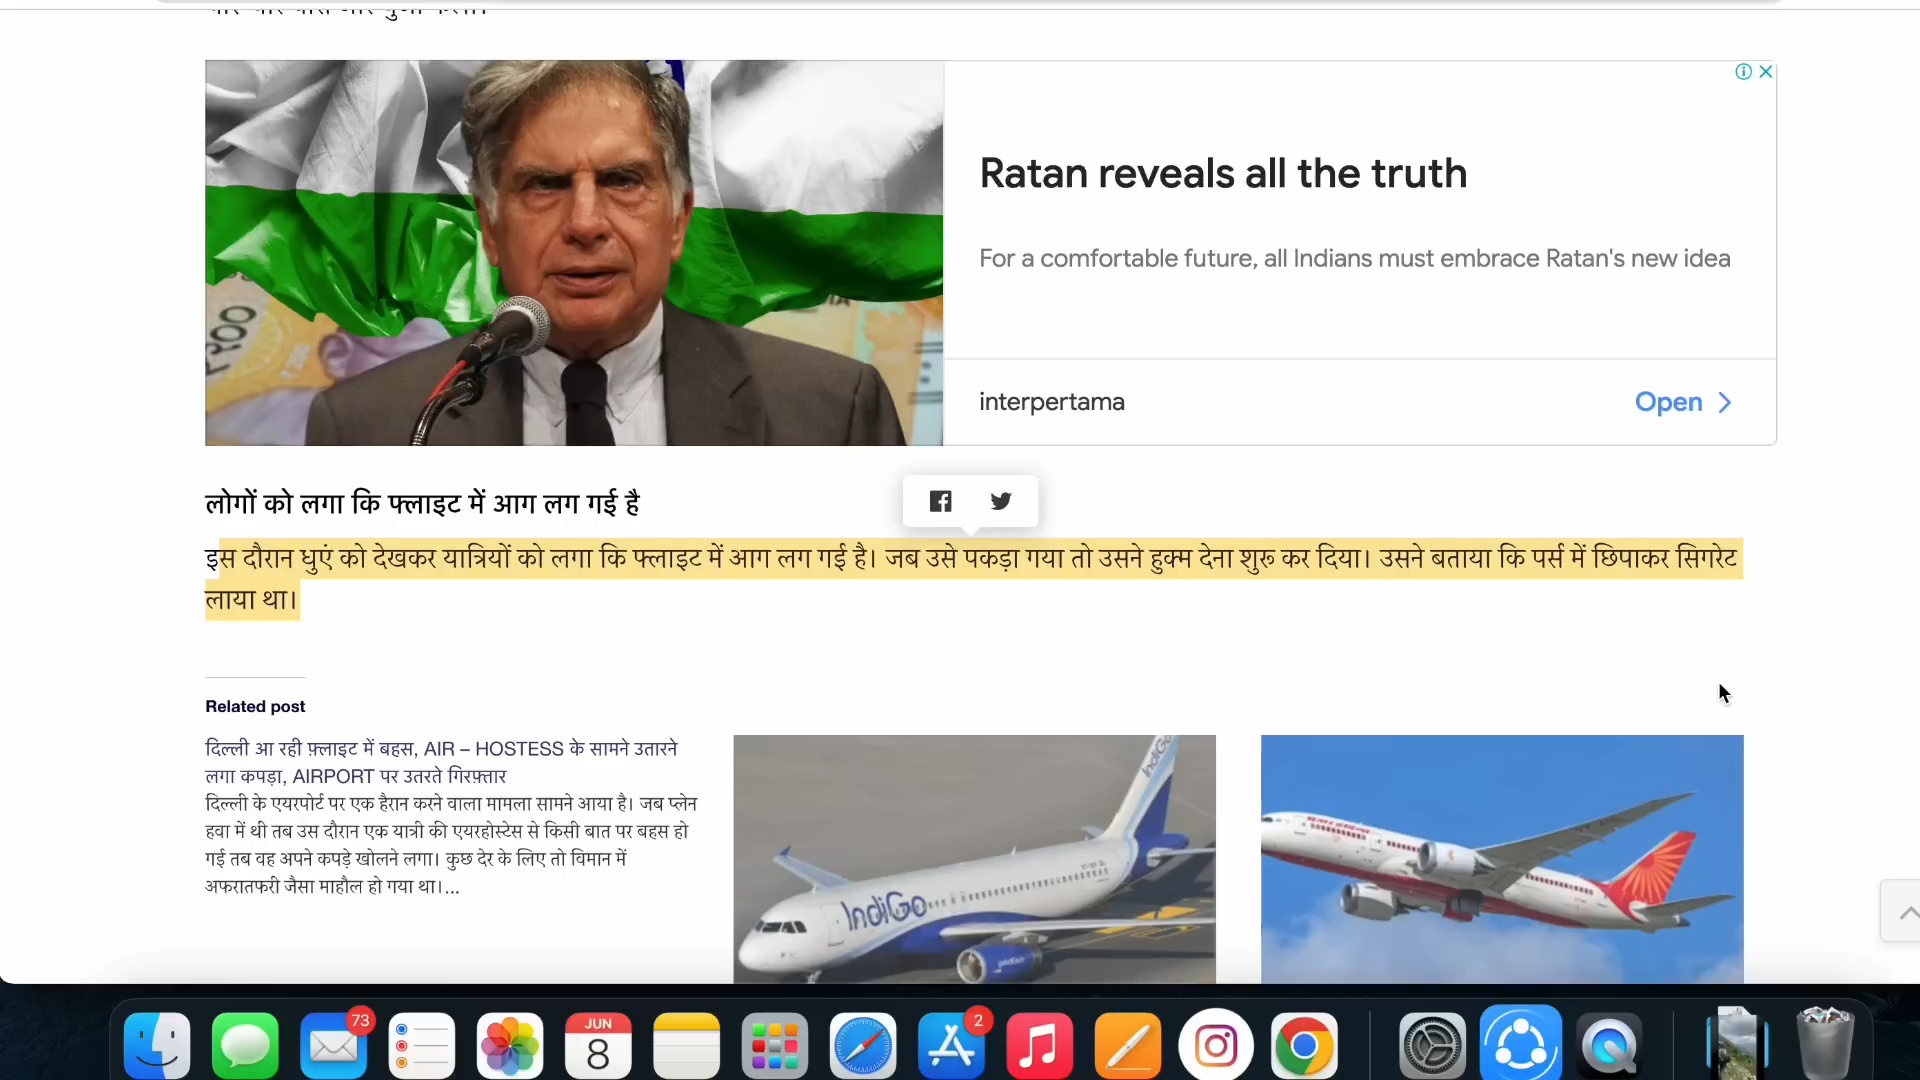 Ratan reveals all the truth
For a comfortable future, all Indians must embrace Ratan's new idea
interpertama
Open
लोगों को लगा कि फ्लाइट में आग लग गई है
इस दौरान धुएं को देखकर यात्रियों को लगा कि फ्लाइट में आग लग गई है। जब उसे पकड़ा गया तो उसने हुक्म देना शुरू कर दिया। उसने बताया कि पर्स में छिपाकर सिगरेट
लाया था।
Related post
दिल्ली आ रही फ़्लाइट में बहस, AIR – HOSTESS के सामने उतारने
लगा कपड़ा, AIRPORT पर उतरते गिरफ़्तार
दिल्ली के एयरपोर्ट पर एक हैरान करने वाला मामला सामने आया है। जब प्लेन
हवा में थी तब उस दौरान एक यात्री की एयरहोस्टेस से किसी बात पर बहस हो
गई तब वह अपने कपड़े खोलने लगा। कुछ देर के लिए तो विमान में
अफरातफरी जैसा माहौल हो गया था।...
IndiGo
IndiGo
73
JUN
8
2